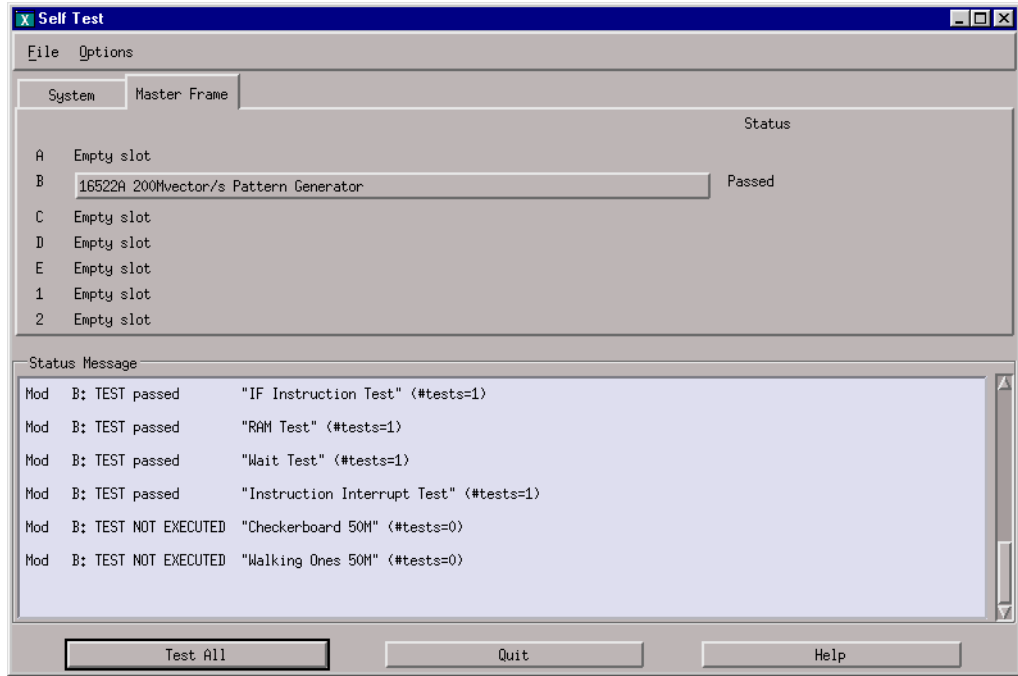 X Self Test
File Options
System Master Frame
Status
A Empty slot
B 16522A 200Mvector/s Pattern Generator Passed
C Empty slot
D Empty slot
E Empty slot
1 Empty slot
2 Empty slot
Status Message
Mod B: TEST passed "IF Instruction Test" (#tests=1)
Mod B: TEST passed "RAM Test" (#tests=1)
Mod B: TEST passed "Wait Test" (#tests=1)
Mod B: TEST passed "Instruction Interrupt Test" (#tests=1)
Mod B: TEST NOT EXECUTED "Checkerboard 50M" (#tests=0)
Mod B: TEST NOT EXECUTED "Walking Ones 50M" (#tests=0)
Test All Quit Help